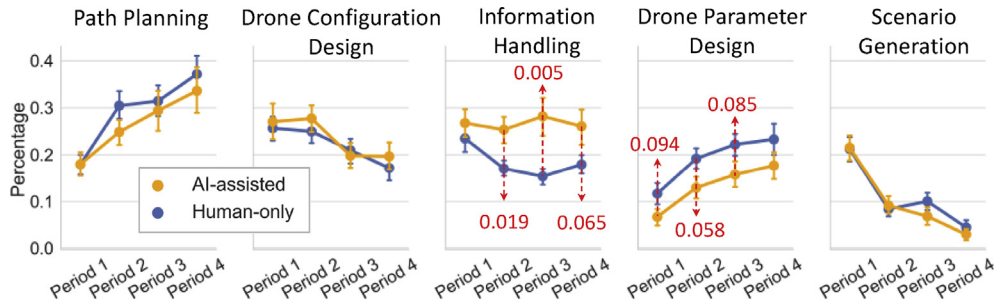 Path Planning
Drone Configuration
Design
Information
Handling
Drone Parameter
Design
Scenario
Generation
Percentage
0.4
0.3
0.2
0.1
0.0
AI-assisted
Human-only
0.005
0.019
0.065
0.094
0.085
0.058
Period 1
Period 2
Period 3
Period 4
Period 1
Period 2
Period 3
Period 4
Period 1
Period 2
Period 3
Period 4
Period 1
Period 2
Period 3
Period 4
Period 1
Period 2
Period 3
Period 4